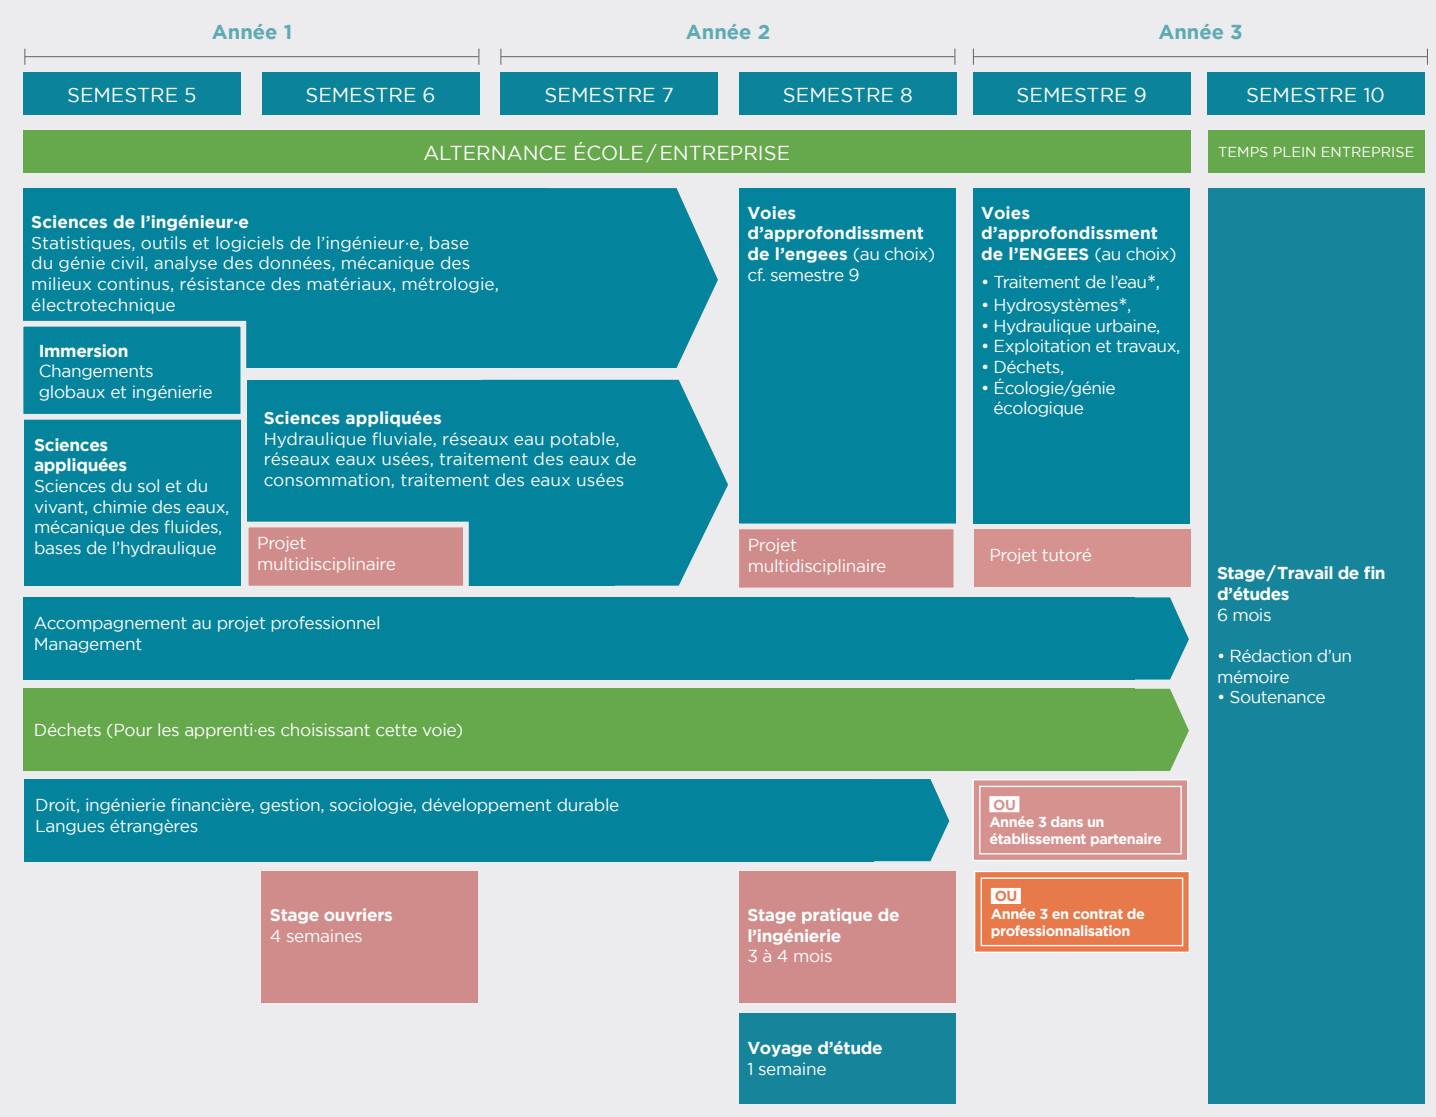 Année 1
Année 2
Année 3
SEMESTRE 5
SEMESTRE 6
SEMESTRE 7
SEMESTRE 8
SEMESTRE 9
SEMESTRE 10
ALTERNANCE ÉCOLE/ENTREPRISE
TEMPS PLEIN ENTREPRISE
Sciences de l'ingénieur·e
Statistiques, outils et logiciels de l'ingénieur·e, base
du génie civil, analyse des données, mécanique des
milieux continus, résistance des matériaux, métrologie,
électrotechnique
Immersion
Changements
globaux et ingénierie
Sciences
appliquées
Sciences du sol et du
vivant, chimie des eaux,
mécanique des fluides,
bases de l'hydraulique
Sciences appliquées
Hydraulique fluviale, réseaux eau potable,
réseaux eaux usées, traitement des eaux de
consommation, traitement des eaux usées
Projet
multidisciplinaire
Voies
d'approfondissment
de l'engees (au choix)
cf. semestre 9
Projet
multidisciplinaire
Voies
d'approfondissment
de l'ENGEES (au choix)
• Traitement de l'eau*,
• Hydrosystèmes*,
• Hydraulique urbaine,
• Exploitation et travaux,
• Déchets,
• Écologie/génie
écologique
Projet tutoré
Stage/Travail de fin
d'études
6 mois
• Rédaction d'un
mémoire
• Soutenance
Accompagnement au projet professionnel
Management
Déchets (Pour les apprenti·es choisissant cette voie)
Droit, ingénierie financière, gestion, sociologie, développement durable
Langues étrangères
OU
Année 3 dans un
établissement partenaire
OU
Année 3 en contrat de
professionnalisation
Stage ouvriers
4 semaines
Stage pratique de
l'ingénierie
3 à 4 mois
Voyage d'étude
1 semaine